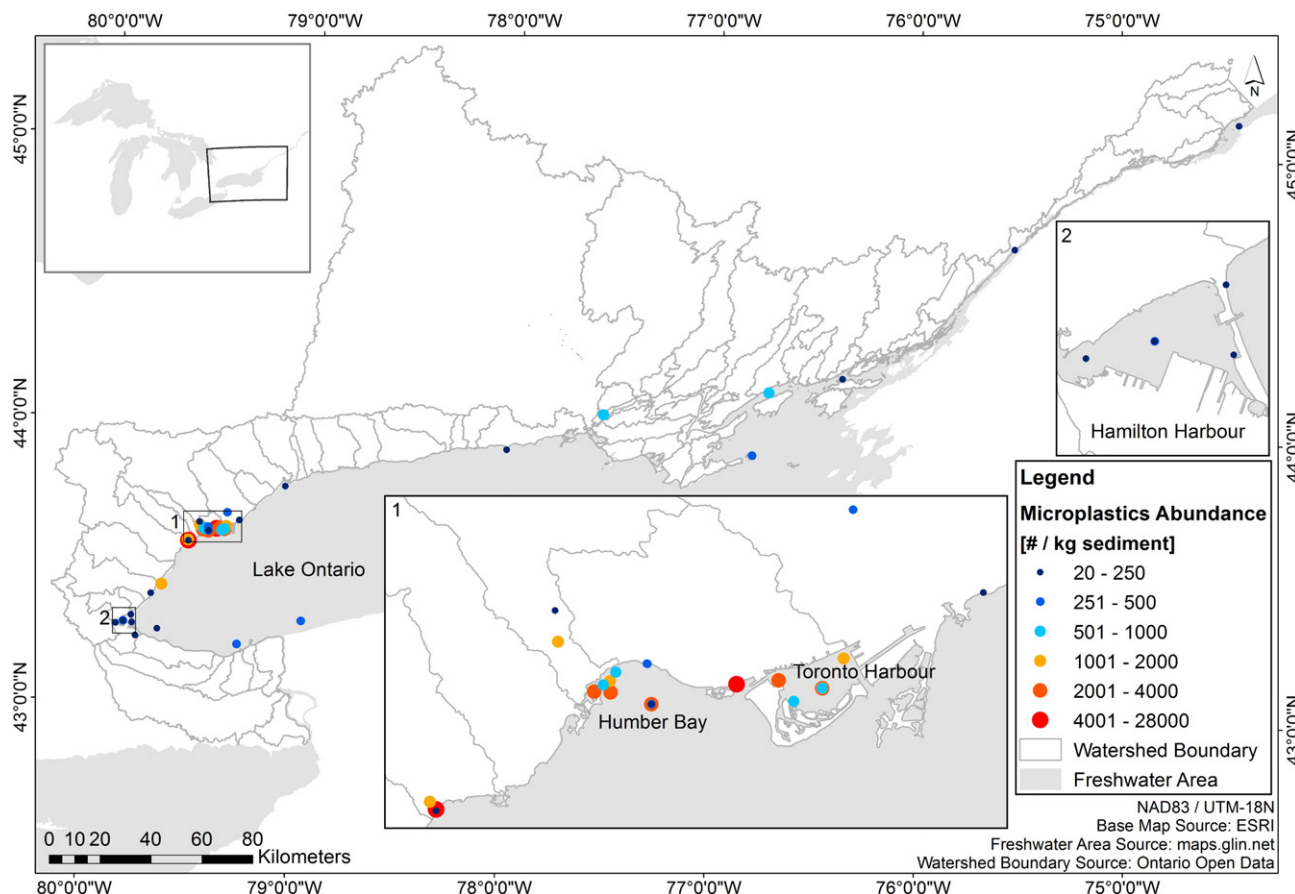 80°0'0"W 79°0'0"W 78°0'0"W 77°0'0"W 76°0'0"W 75°0'0"W
N
45°0'0"N
45°0'0"N
2
Hamilton Harbour
44°0'0"N
44°0'0"N
1
Lake Ontario
2
1
Toronto Harbour
Humber Bay
43°0'0"N
43°0'0"N
Legend
Microplastics Abundance
[# / kg sediment]
20 - 250
251 - 500
501 - 1000
1001 - 2000
2001 - 4000
4001 - 28000
Watershed Boundary
Freshwater Area
NAD83 / UTM-18N
Base Map Source: ESRI
Freshwater Area Source: maps.glin.net
Watershed Boundary Source: Ontario Open Data
0 10 20 40 60 80
Kilometers
80°0'0"W 79°0'0"W 78°0'0"W 77°0'0"W 76°0'0"W 75°0'0"W